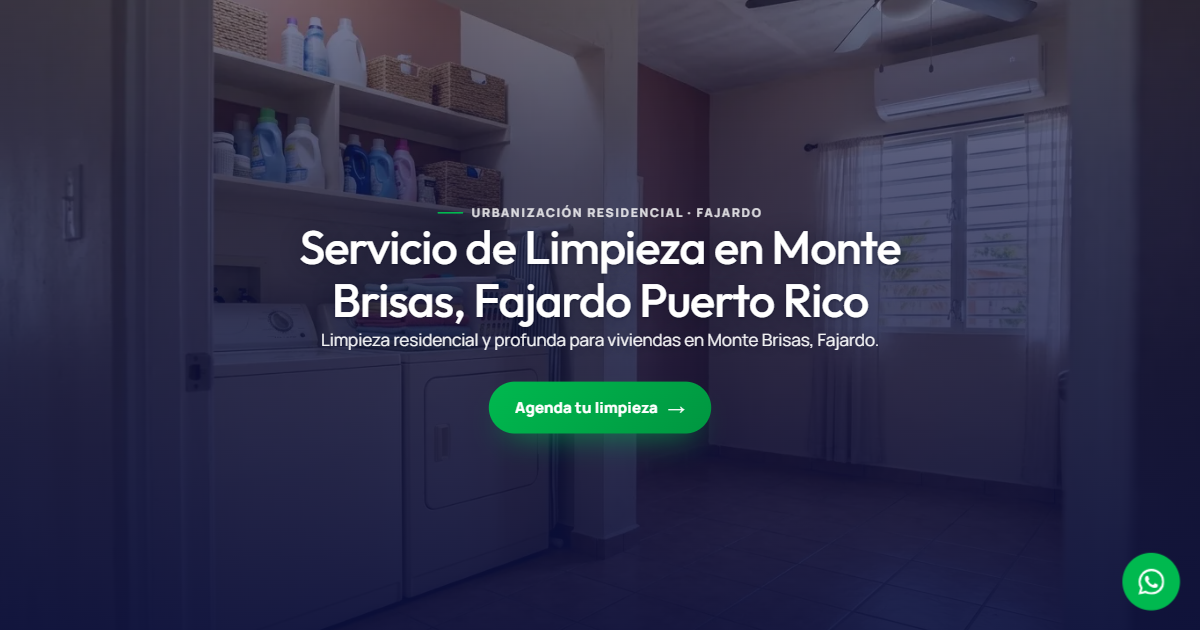 URBANIZACIÓN RESIDENCIAL · FAJARDO
Servicio de Limpieza en Monte
Brisas, Fajardo Puerto Rico
Limpieza residencial y profunda para viviendas en Monte Brisas, Fajardo.
Agenda tu limpieza →